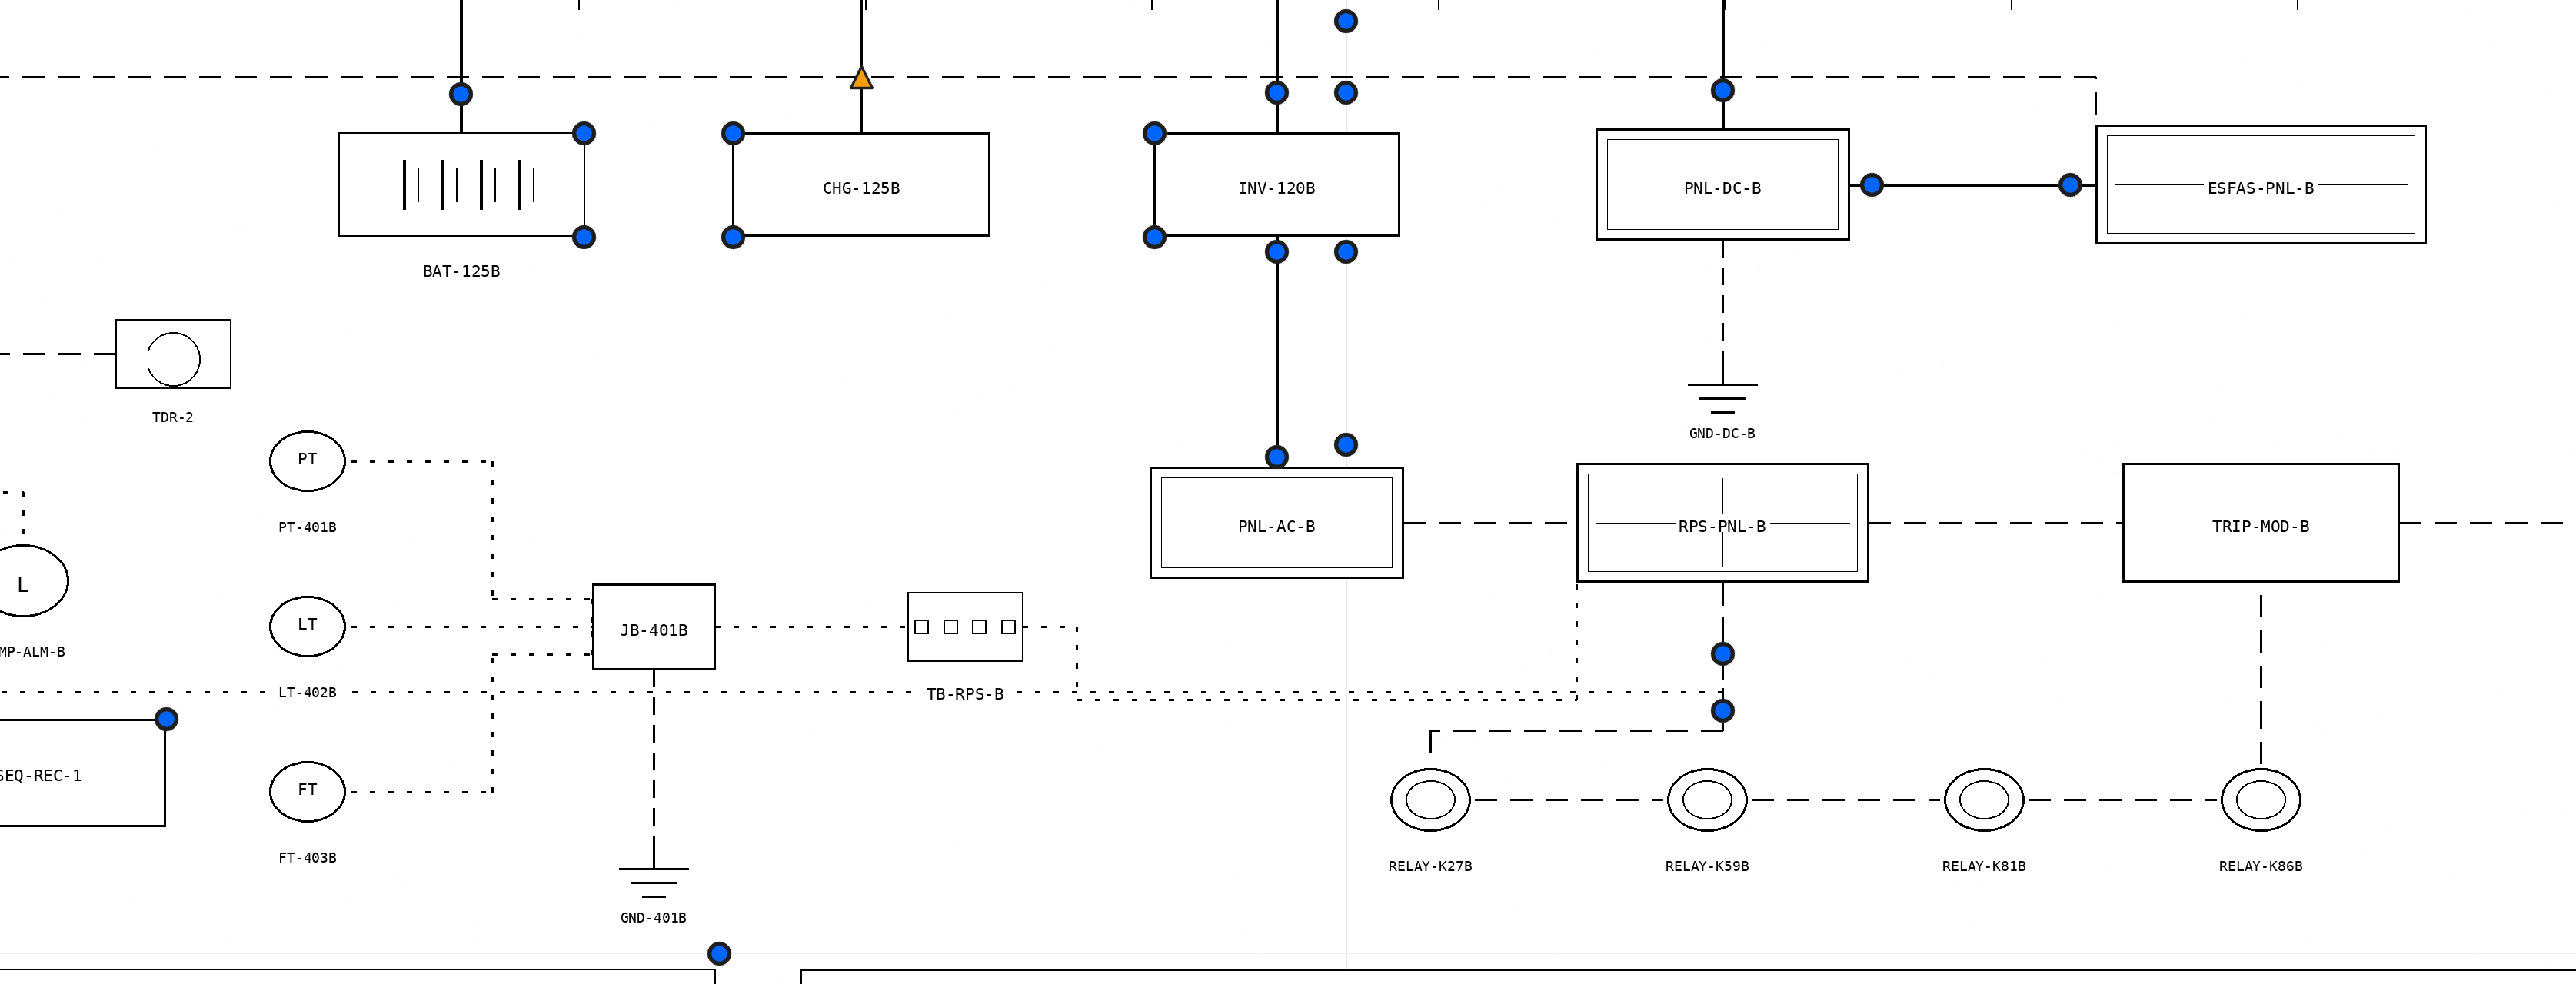 CHG-125B
INV-120B
PNL-DC-B
ESFAS-PNL-B
BAT-125B
TDR-2
GND-DC-B
PT
PT-401B
PNL-AC-B
RPS-PNL-B
TRIP-MOD-B
L
LT
JB-401B
MP-ALM-B
LT-402B
TB-RPS-B
SEQ-REC-1
FT
FT-403B
RELAY-K27B
RELAY-K59B
RELAY-K81B
RELAY-K86B
GND-401B